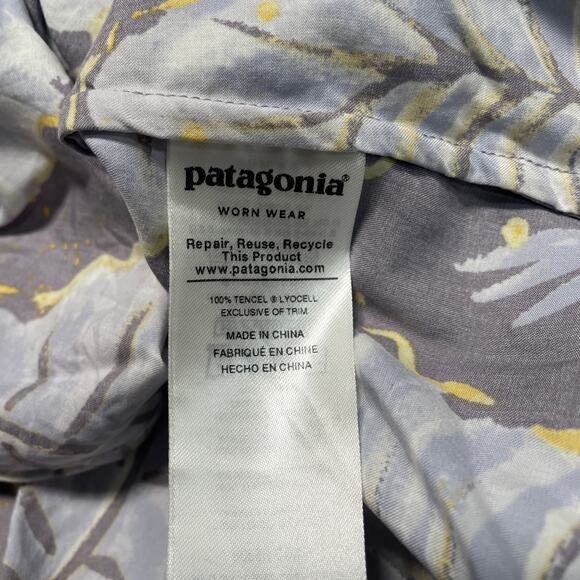 patagonia®
WORN WEAR
Repair, Reuse, Recycle
This Product
www.patagonia.com
100% TENCEL ® LYOCELL
EXCLUSIVE OF TRIM
MADE IN CHINA
FABRIQUÉ EN CHINE
HECHO EN CHINA